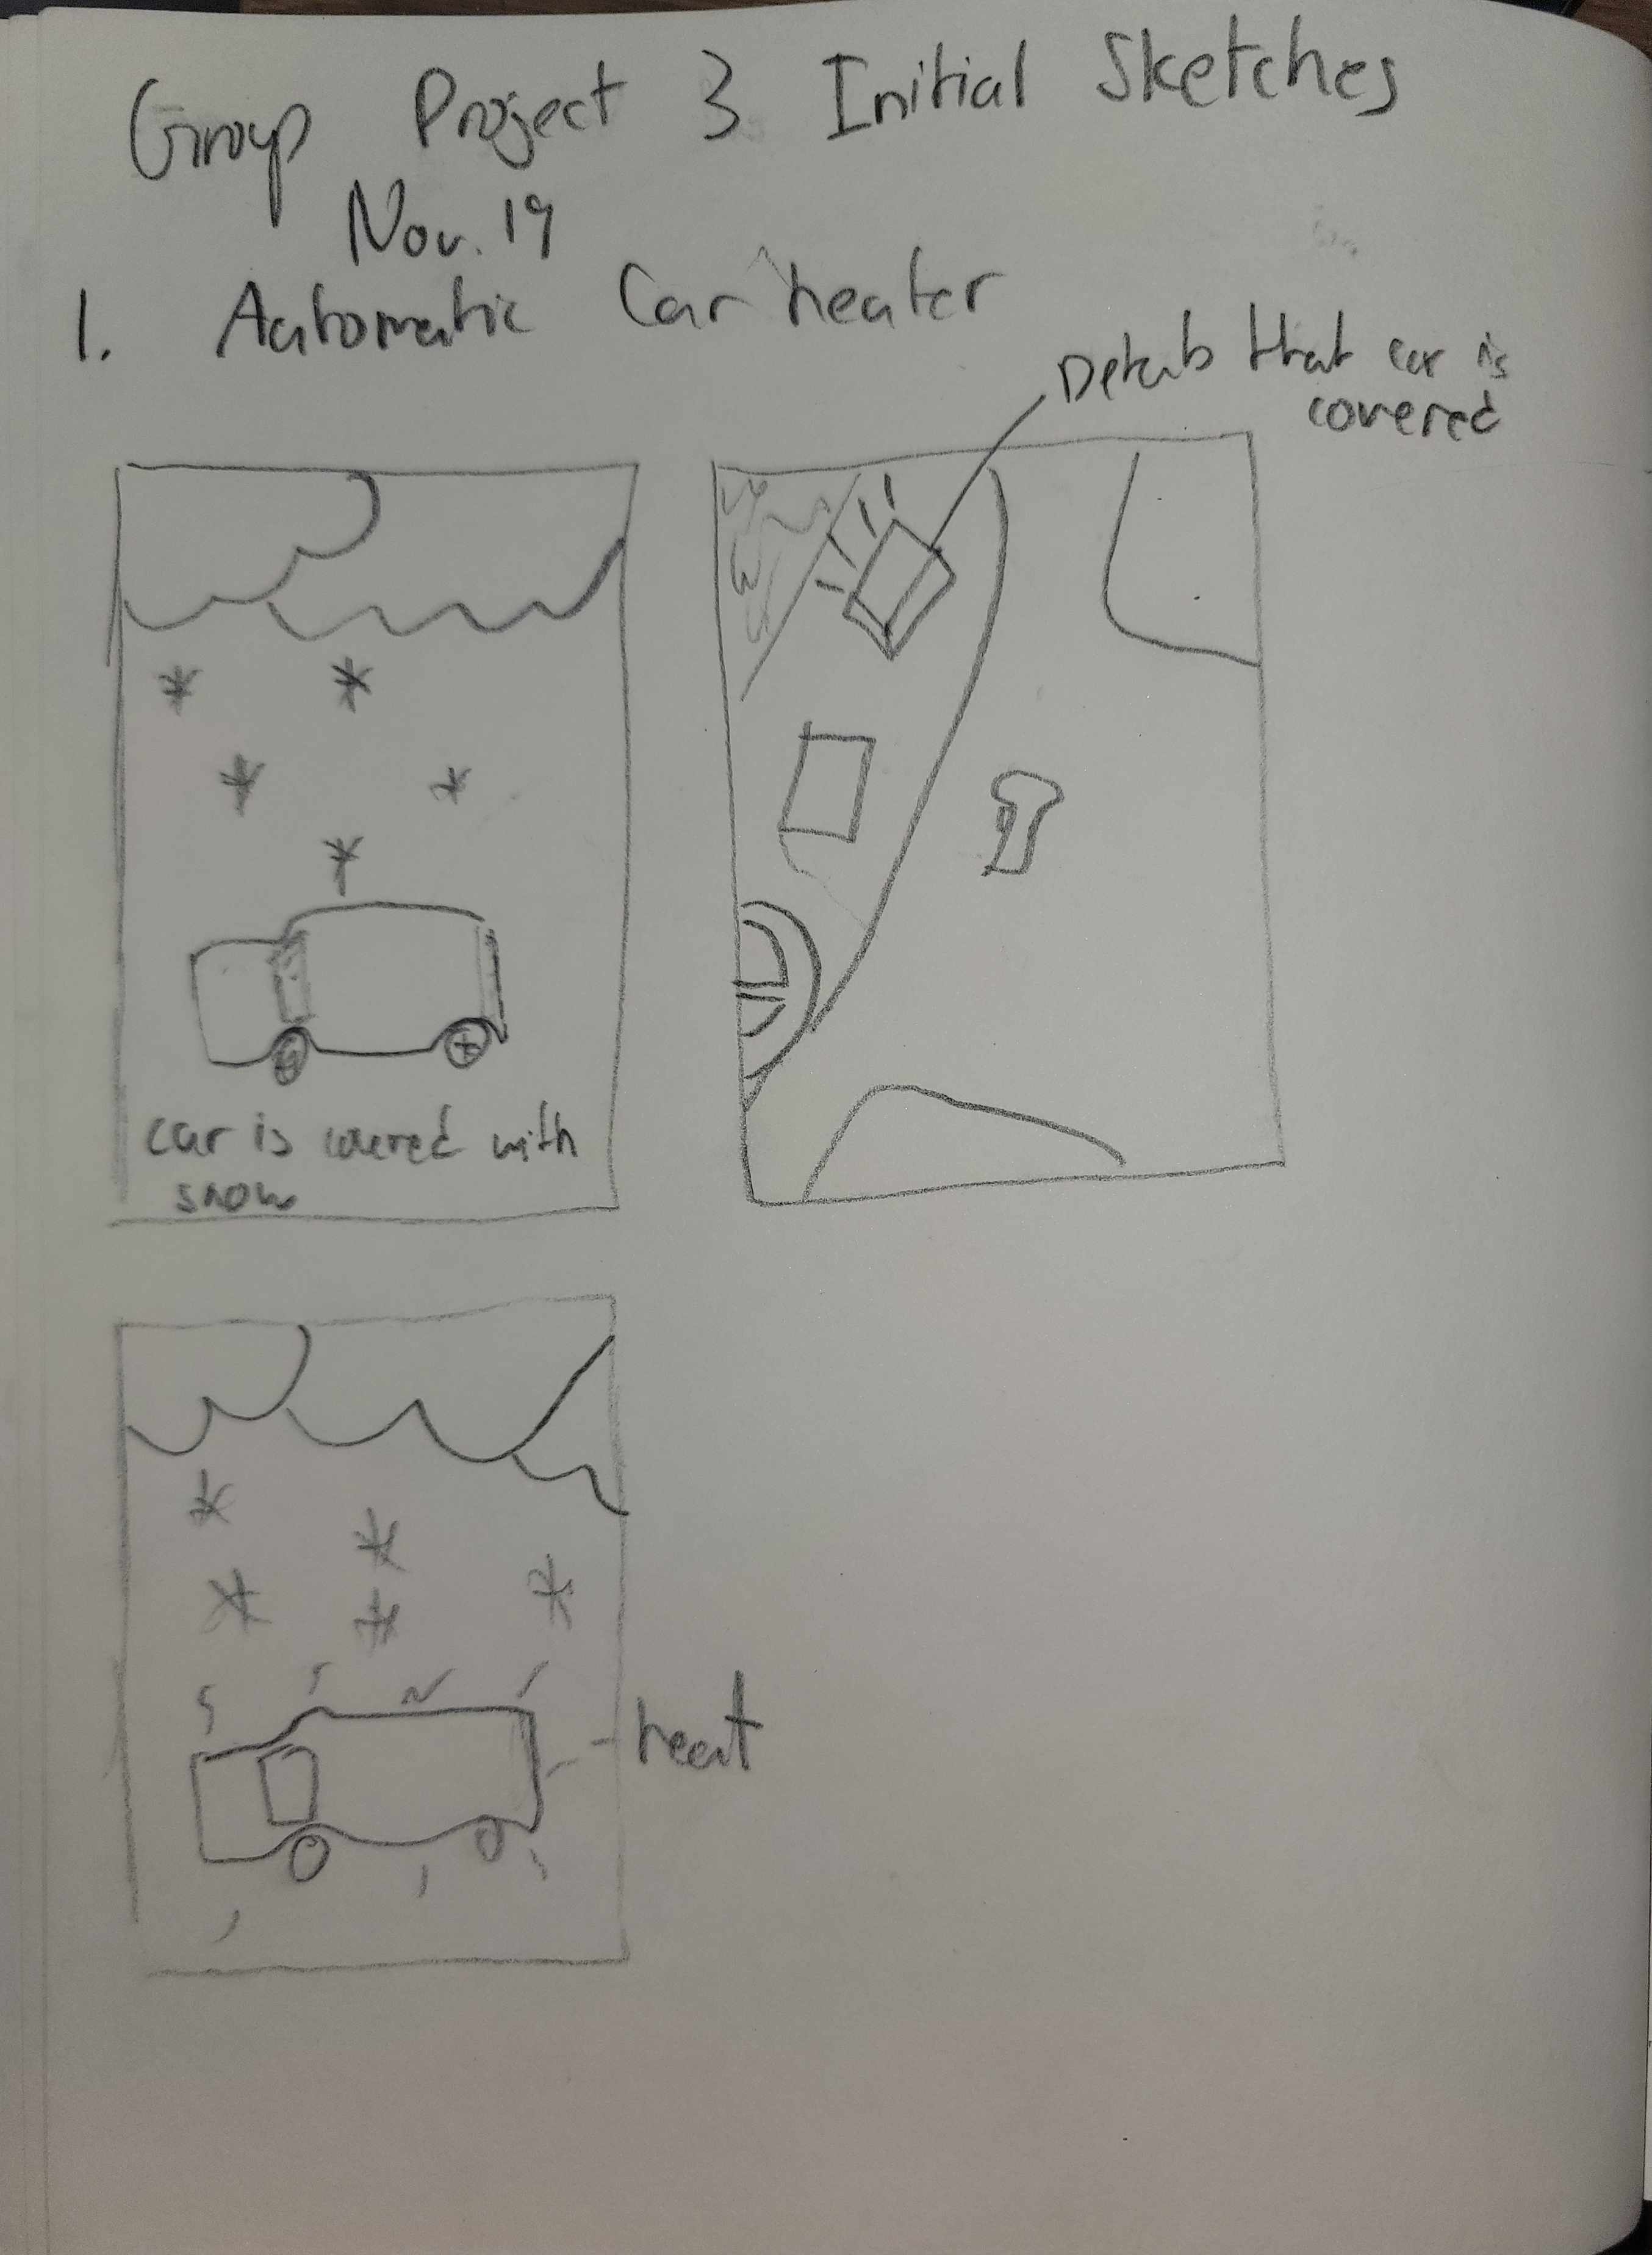 Group Project 3 Initial Sketches
Nov. 19
1. Automatic Car heater
Detects that car is
covered
car is covered with
snow
heat